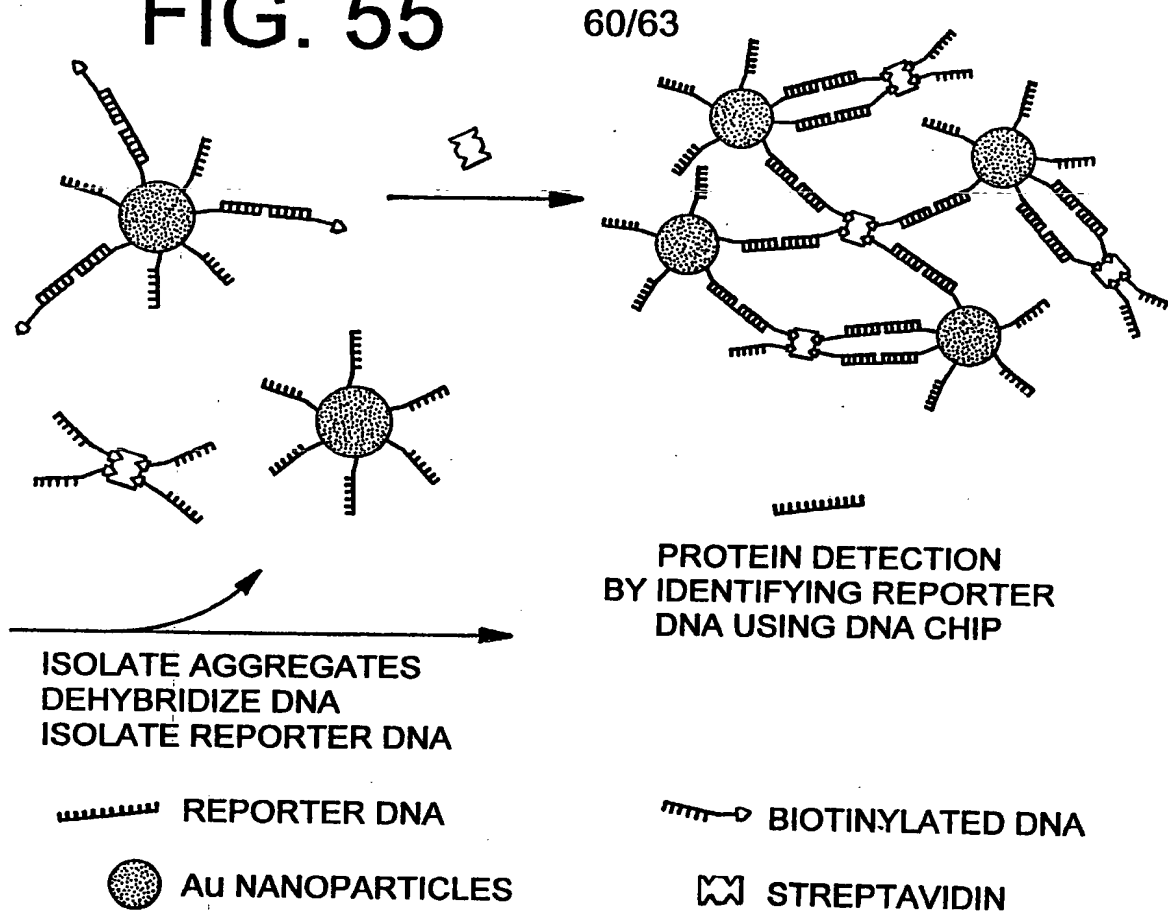 FIG. 55
60/63
PROTEIN DETECTION
BY IDENTIFYING REPORTER
DNA USING DNA CHIP
ISOLATE AGGREGATES
DEHYBRIDIZE DNA
ISOLATE REPORTER DNA
REPORTER DNA
BIOTINYLATED DNA
Au NANOPARTICLES
STREPTAVIDIN